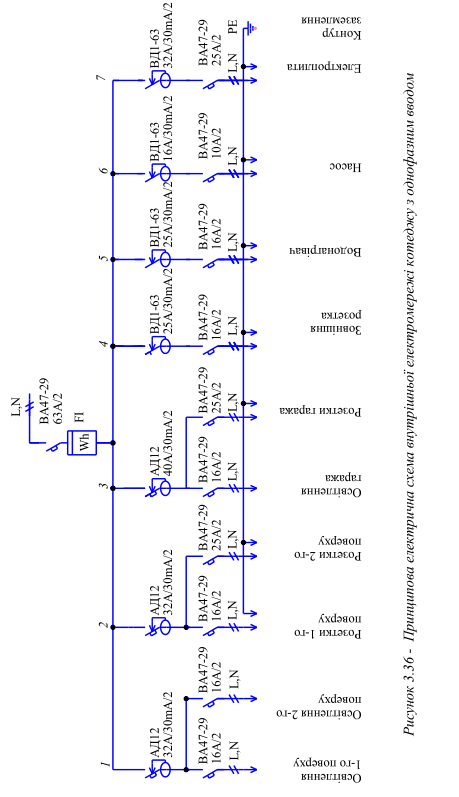 L,N
ВА47-29
63А/2
FI
Wh
1
АД12
32А/30mA/2
ВА47-29
16А/2
L,N
Освітлення
1-го поверху
ВА47-29
16А/2
L,N
Освітлення 2-го
поверху
2
АД12
32А/30mA/2
ВА47-29
16А/2
L,N
Розетки 1-го
поверху
ВА47-29
25А/2
L,N
Розетки 2-го
поверху
3
АД12
40А/30mA/2
ВА47-29
16А/2
L,N
Освітлення
гаража
ВА47-29
25А/2
L,N
Розетки гаража
4
ВД1-63
25А/30mA/2
ВА47-29
16А/2
L,N
Зовнішня
розетка
5
ВД1-63
25А/30mA/2
ВА47-29
16А/2
L,N
Водонагрівач
6
ВД1-63
16А/30mA/2
ВА47-29
10А/2
L,N
Насос
7
ВД1-63
32А/30mA/2
ВА47-29
25А/2
L,N
Електроплита
PE
Контур
заземлення
Рисунок 3.36 - Принципова електрична схема внутрішньої електромережі котеджу з однофазним вводом